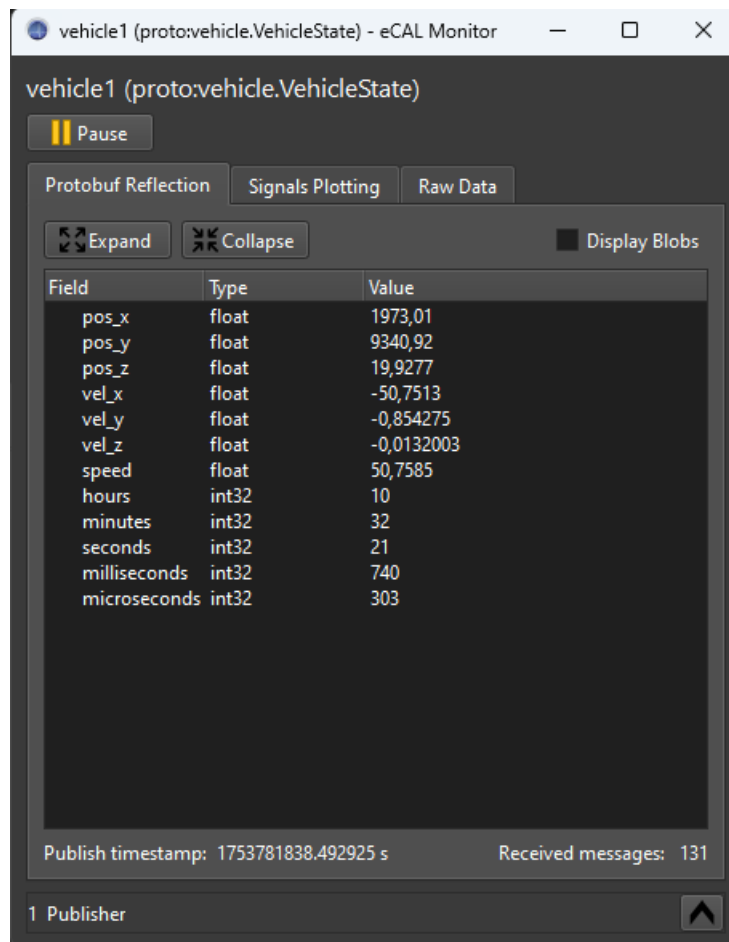 vehicle1 (proto:vehicle.VehicleState) - eCAL Monitor
vehicle1 (proto:vehicle.VehicleState)
Pause
Protobuf Reflection Signals Plotting Raw Data
Expand Collapse Display Blobs
Field Type Value
pos_x float 1973,01
pos_y float 9340,92
pos_z float 19,9277
vel_x float -50,7513
vel_y float -0,854275
vel_z float -0,0132003
speed float 50,7585
hours int32 10
minutes int32 32
seconds int32 21
milliseconds int32 740
microseconds int32 303
Publish timestamp: 1753781838.492925 s Received messages: 131
1 Publisher